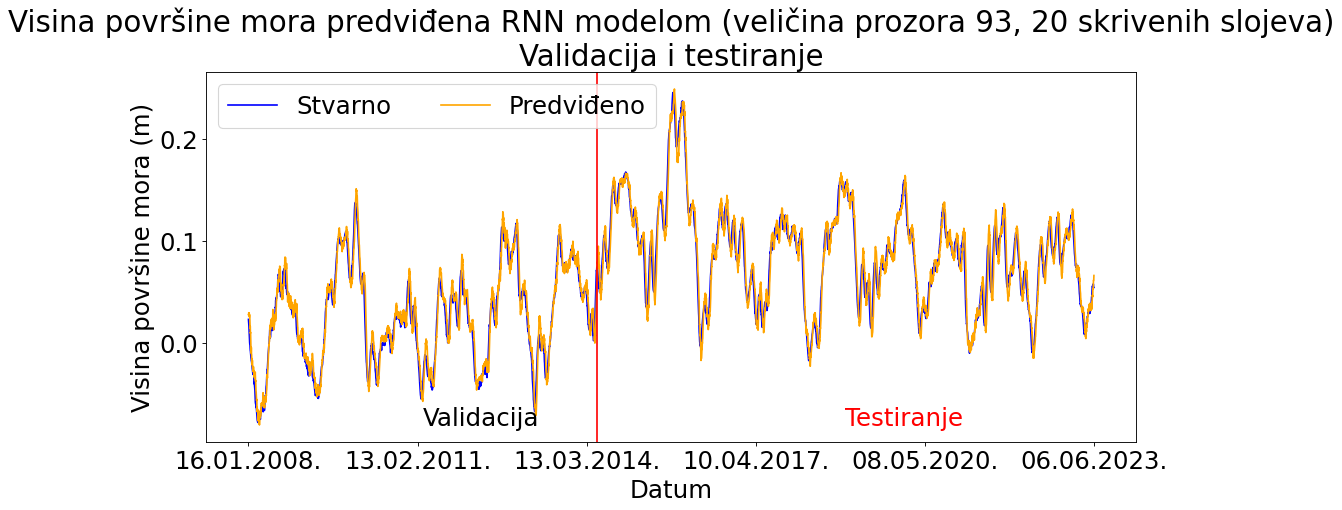 Visina površine mora predviđena RNN modelom (veličina prozora 93, 20 skrivenih slojeva)
Validacija i testiranje
Stvarno Predviđeno
Visina površine mora (m)
0.2
0.1
0.0
Validacija Testiranje
16.01.2008. 13.02.2011. 13.03.2014. 10.04.2017. 08.05.2020. 06.06.2023.
Datum